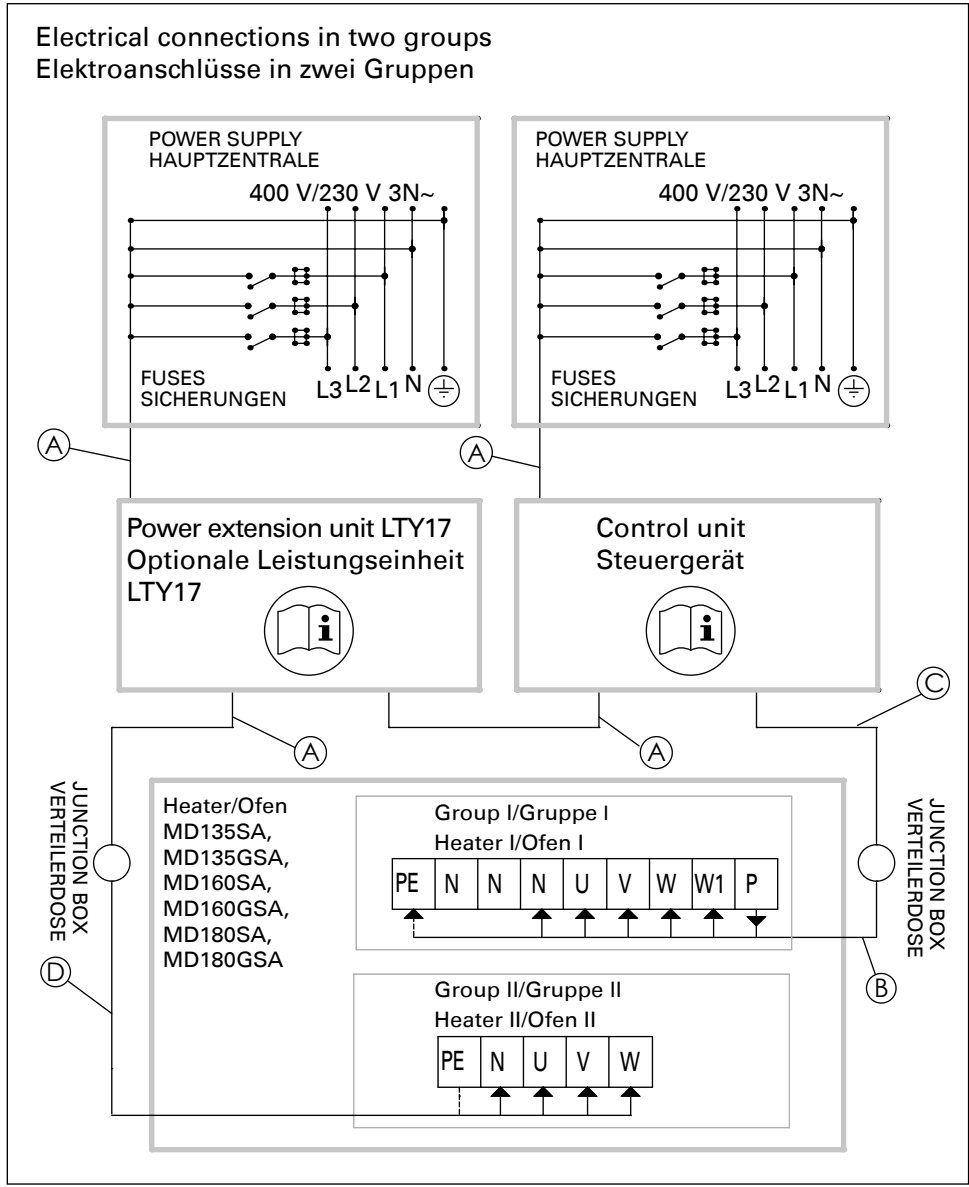 Electrical connections in two groups
Elektroanschlüsse in zwei Gruppen
POWER SUPPLY
HAUPTZENTRALE
400 V/230 V 3N~
FUSES
SICHERUNGEN
L3 L2 L1 N
POWER SUPPLY
HAUPTZENTRALE
400 V/230 V 3N~
FUSES
SICHERUNGEN
L3 L2 L1 N
A
A
Power extension unit LTY17
Optionale Leistungseinheit
LTY17
i
Control unit
Steuergerät
i
C
A
A
JUNCTION BOX
VERTEILERDOSE
Heater/Ofen
MD135SA,
MD135GSA,
MD160SA,
MD160GSA,
MD180SA,
MD180GSA
Group I/Gruppe I
Heater I/Ofen I
PE N N N U V W W1 P
JUNCTION BOX
VERTEILERDOSE
D
B
Group II/Gruppe II
Heater II/Ofen II
PE N U V W